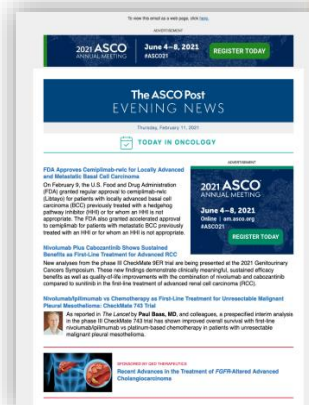 To view this email as a web page, click here.
ADVERTISEMENT
2021 ASCO
ANNUAL MEETING
June 4–8, 2021
#ASCO21
REGISTER TODAY
The ASCO Post
EVENING NEWS
Thursday, February 11, 2021
TODAY IN ONCOLOGY
FDA Approves Cemiplimab-rwlc for Locally Advanced
and Metastatic Basal Cell Carcinoma
On February 9, the U.S. Food and Drug Administration
(FDA) granted regular approval to cemiplimab-rwlc
(Libtayo) for patients with locally advanced basal cell
carcinoma (BCC) previously treated with a hedgehog
pathway inhibitor (HHI) or for whom an HHI is not
appropriate. The FDA also granted accelerated approval
to cemiplimab for patients with metastatic BCC previously
treated with an HHI or for whom an HHI is not appropriate.
ADVERTISEMENT
2021 ASCO
ANNUAL MEETING
June 4–8, 2021
Online | am.asco.org
#ASCO21
REGISTER TODAY
Nivolumab Plus Cabozantinib Shows Sustained
Benefits as First-Line Treatment for Advanced RCC
New analyses from the phase III CheckMate 9ER trial are being presented at the 2021 Genitourinary
Cancers Symposium. These new findings demonstrate clinically meaningful, sustained efficacy
benefits as well as quality-of-life improvements with the combination of nivolumab and cabozantinib
compared to sunitinib in the first-line treatment of advanced renal cell carcinoma (RCC).
Nivolumab/Ipilimumab vs Chemotherapy as First-Line Treatment for Unresectable Malignant
Pleural Mesothelioma: CheckMate 743 Trial
As reported in The Lancet by Paul Baas, MD, and colleagues, a prespecified interim analysis
in the phase III CheckMate 743 trial has shown improved overall survival with first-line
nivolumab/ipilimumab vs platinum-based chemotherapy in patients with unresectable
malignant pleural mesothelioma.
SPONSORED BY QED THERAPEUTICS
Recent Advances in the Treatment of FGFR-Altered Advanced
Cholangiocarcinoma